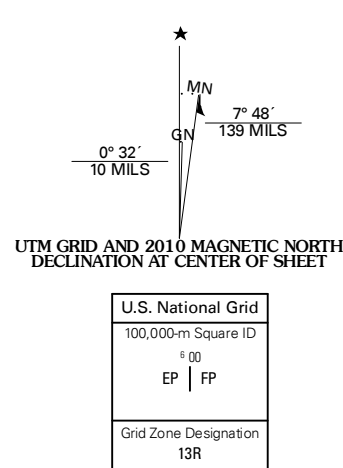 ★
MN
7° 48´
139 MILS
GN
0° 32´
10 MILS
UTM GRID AND 2010 MAGNETIC NORTH
DECLINATION AT CENTER OF SHEET
U.S. National Grid
100,000-m Square ID
⁶ 00
EP | FP
Grid Zone Designation
13R